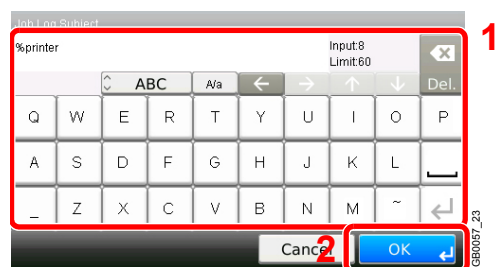 Job Log Subject
%printer
Input:8
Limit:60
1
ABC
A/a
Del.
Q W E R T Y U I O P
A S D F G H J K L
_ Z X C V B N M ~
2
Cancel
OK
GB0057_23